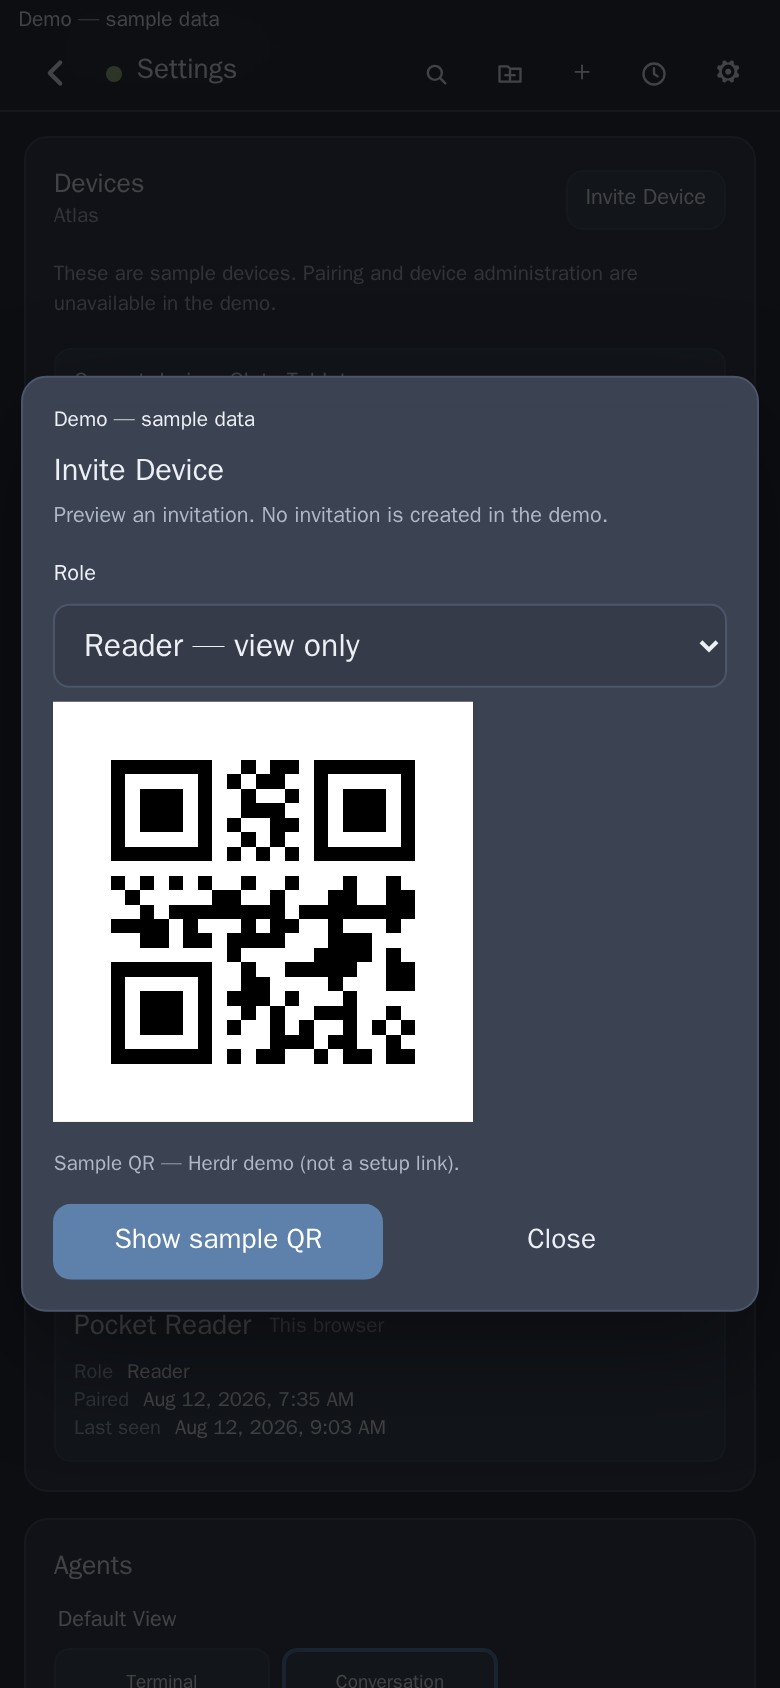 Demo — sample data
Settings
Devices
Atlas
Invite Device
These are sample devices. Pairing and device administration are
unavailable in the demo.
Demo — sample data
Invite Device
Preview an invitation. No invitation is created in the demo.
Role
Reader — view only
Sample QR — Herdr demo (not a setup link).
Show sample QR
Close
Pocket Reader This browser
Role Reader
Paired Aug 12, 2026, 7:35 AM
Last seen Aug 12, 2026, 9:03 AM
Agents
Default View
Terminal
Conversation